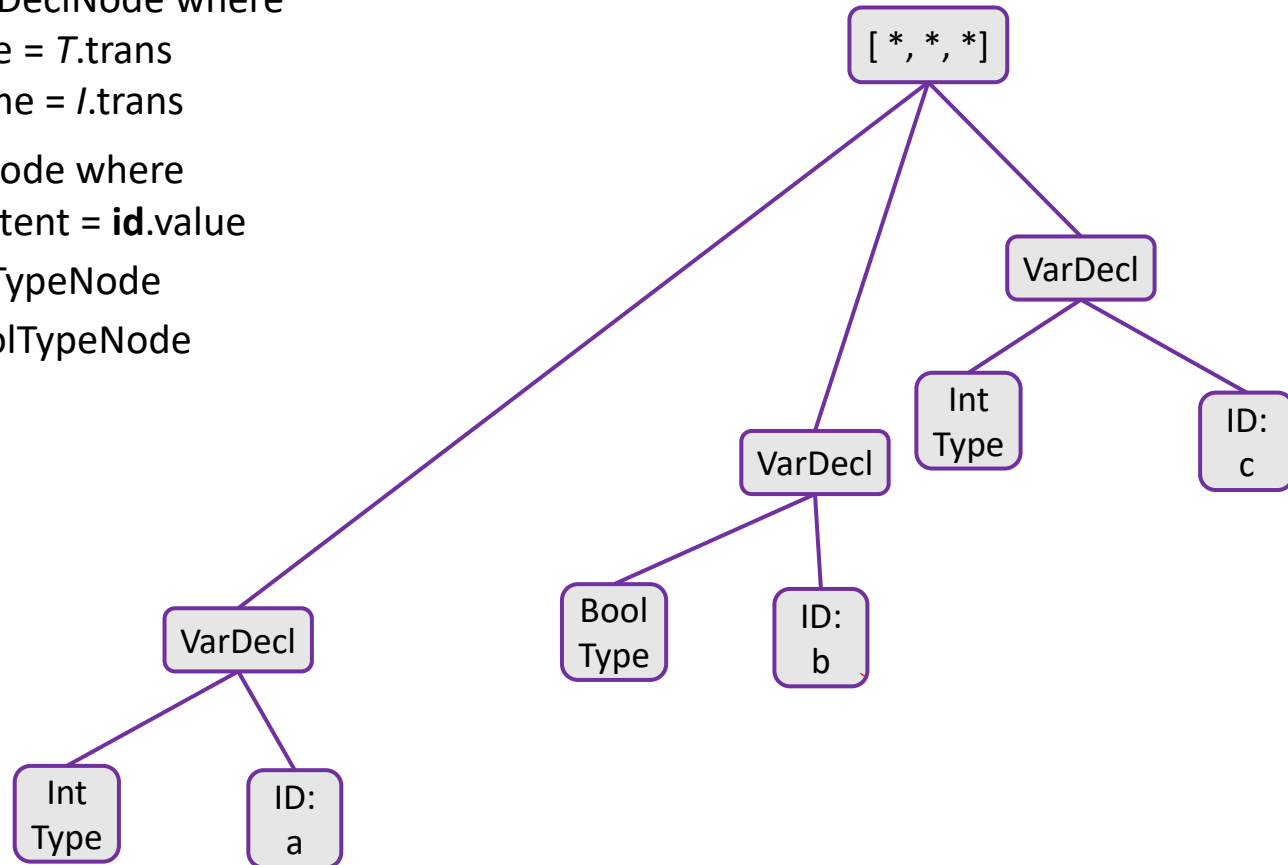 DeclNode where
e = T.trans
ne = I.trans
ode where
tent = id.value
TypeNode
olTypeNode
[ *, *, *]
VarDecl
Int
Type
ID:
c
VarDecl
Bool
Type
ID:
b
VarDecl
Int
Type
ID:
a